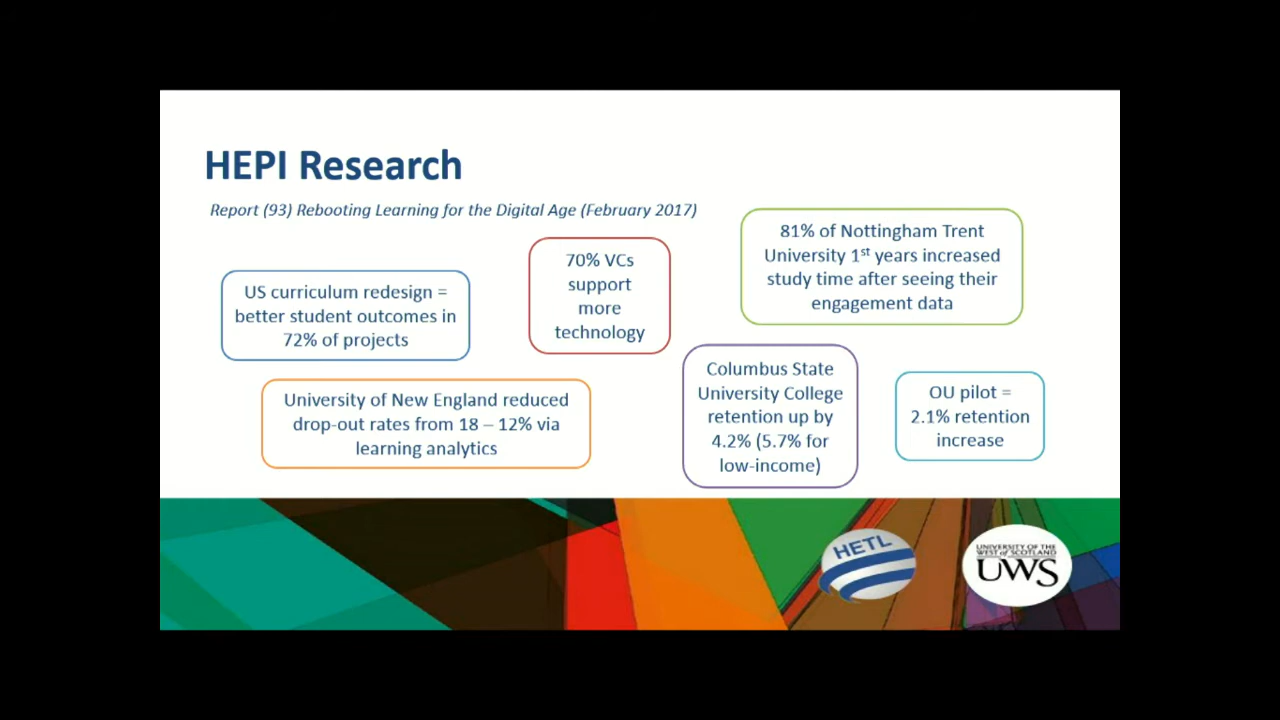 HEPI Research
Report (93) Rebooting Learning for the Digital Age (February 2017)
US curriculum redesign =
better student outcomes in
72% of projects
70% VCs
support
more
technology
81% of Nottingham Trent
University 1st years increased
study time after seeing their
engagement data
University of New England reduced
drop-out rates from 18 – 12% via
learning analytics
Columbus State
University College
retention up by
4.2% (5.7% for
low-income)
OU pilot =
2.1% retention
increase
HETL
UNIVERSITY OF THE
WEST of SCOTLAND
UWS